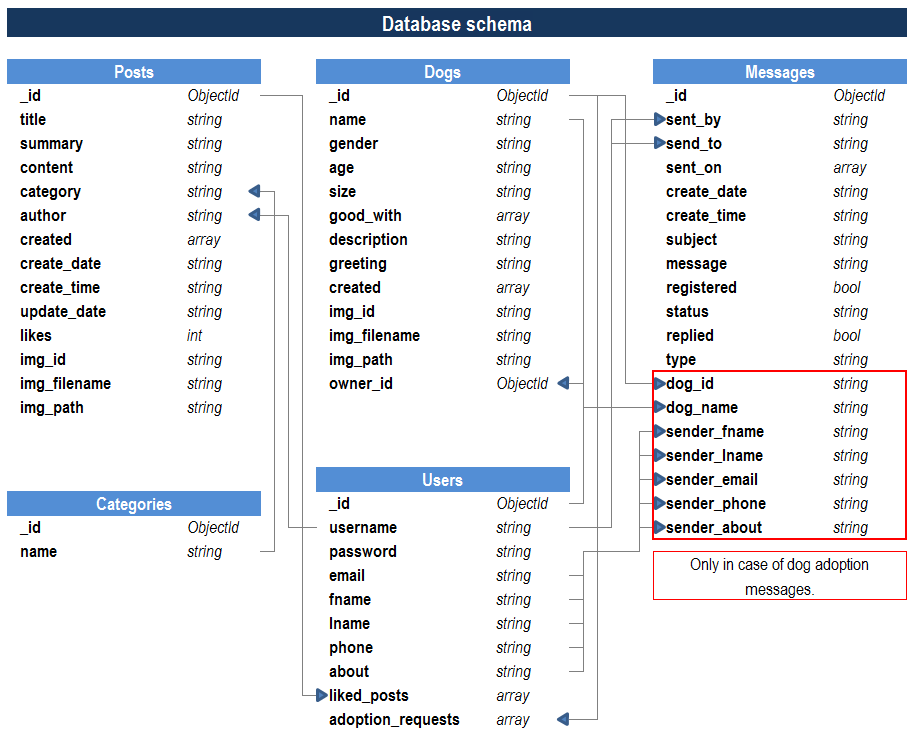 Database schema
Posts
_id ObjectId
title string
summary string
content string
category string
author string
created array
create_date string
create_time string
update_date string
likes int
img_id string
img_filename string
img_path string
Categories
_id ObjectId
name string
Dogs
_id ObjectId
name string
gender string
age string
size string
good_with array
description string
greeting string
created array
img_id string
img_filename string
img_path string
owner_id ObjectId
Users
_id ObjectId
username string
password string
email string
fname string
lname string
phone string
about string
liked_posts array
adoption_requests array
Messages
_id ObjectId
sent_by string
send_to string
sent_on array
create_date string
create_time string
subject string
message string
registered bool
status string
replied bool
type string
dog_id string
dog_name string
sender_fname string
sender_lname string
sender_email string
sender_phone string
sender_about string
Only in case of dog adoption
messages.